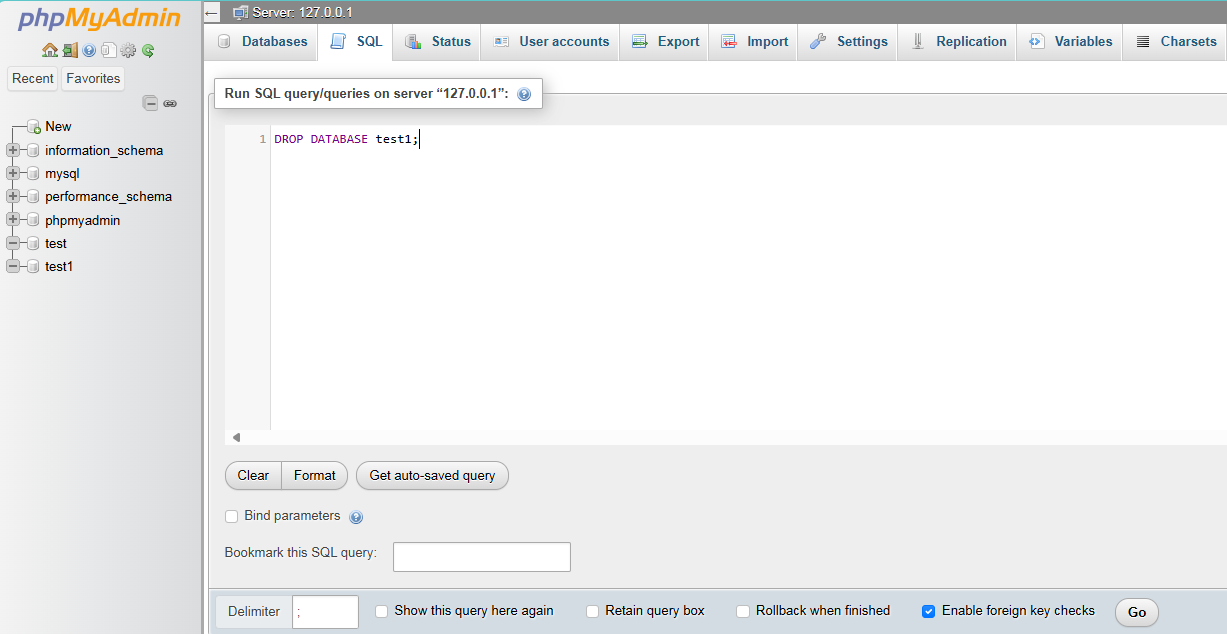 phpMyAdmin
Server: 127.0.0.1
Databases SQL Status User accounts Export Import Settings Replication Variables Charsets
Recent Favorites
Run SQL query/queries on server “127.0.0.1”:
New
information_schema
mysql
performance_schema
phpmyadmin
test
test1
1 DROP DATABASE test1;
Clear Format Get auto-saved query
Bind parameters
Bookmark this SQL query:
Delimiter ; Show this query here again Retain query box Rollback when finished Enable foreign key checks Go